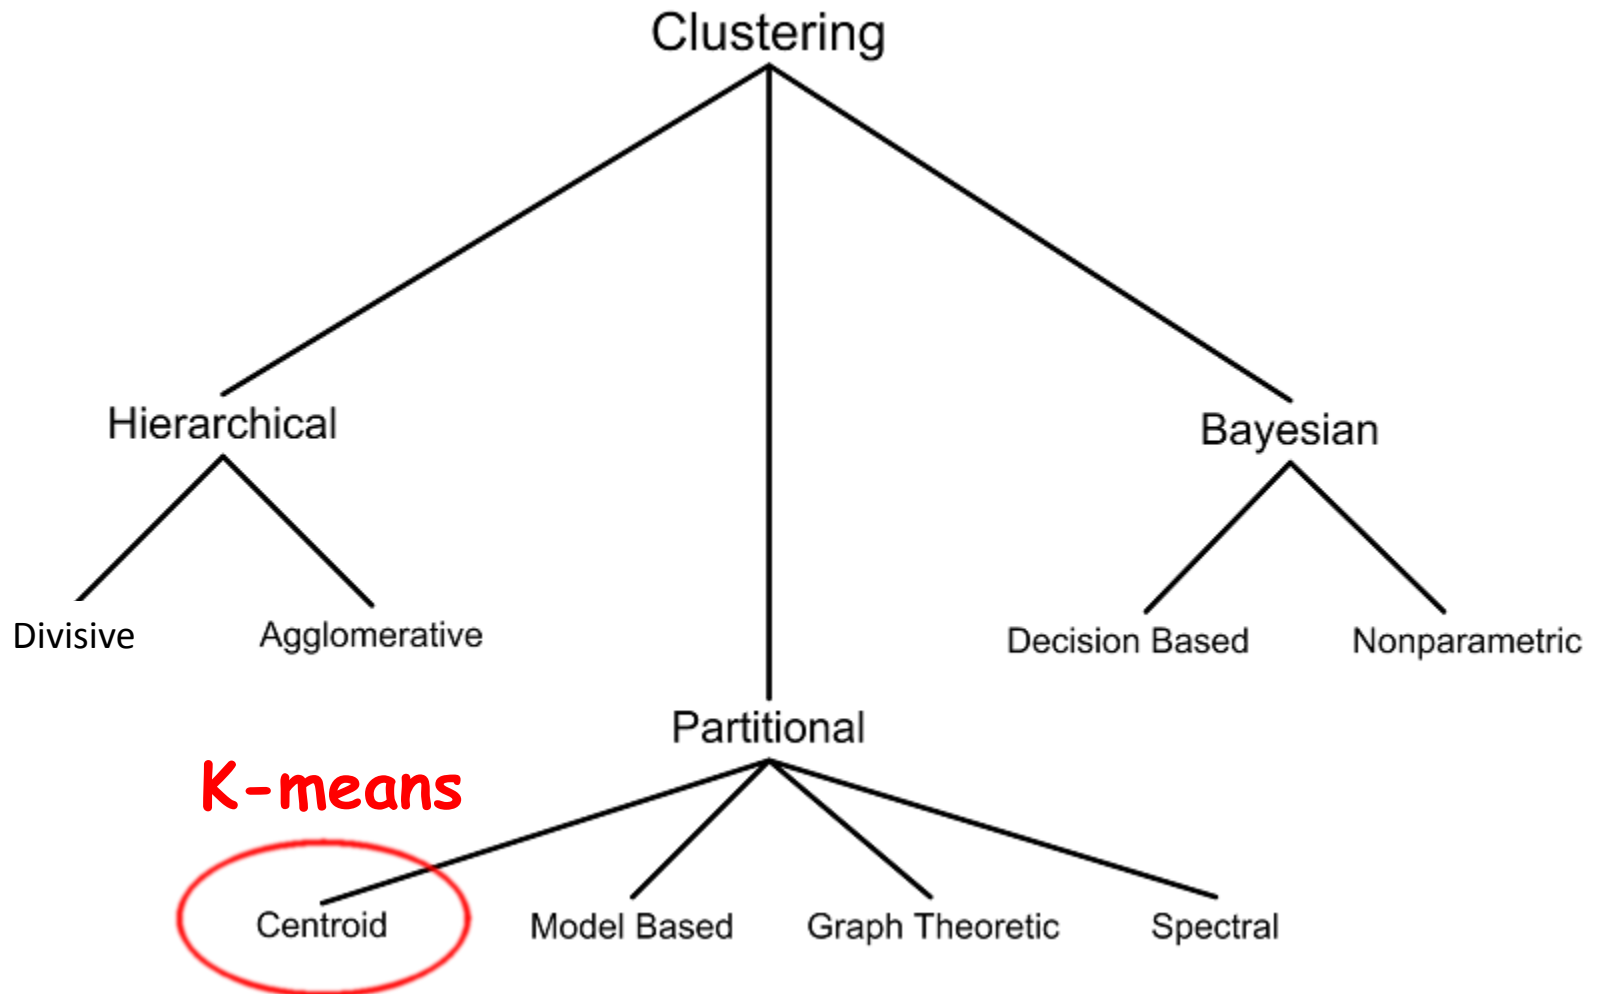 Clustering
Hierarchical
Bayesian
Divisive
Agglomerative
Decision Based
Nonparametric
Partitional
K-means
Centroid
Model Based
Graph Theoretic
Spectral